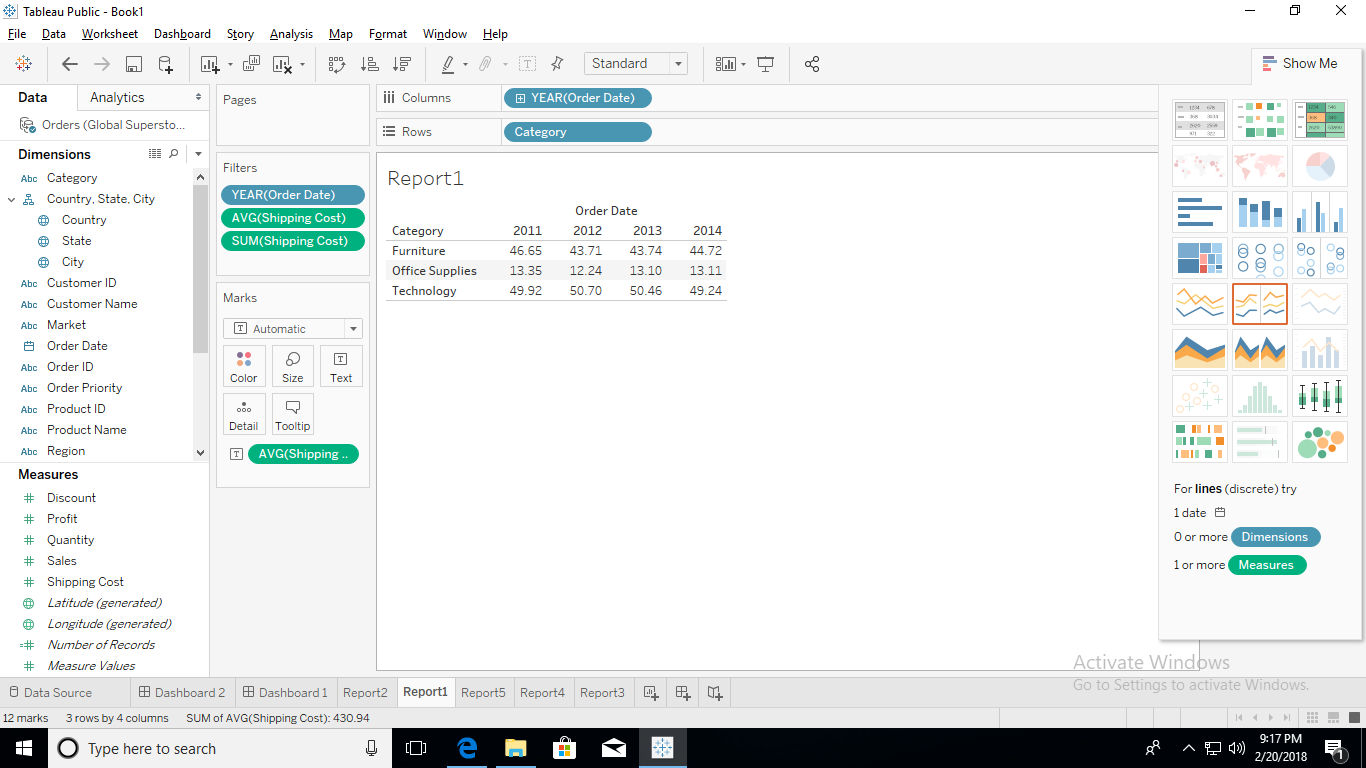 Tableau Public - Book1
File Data Worksheet Dashboard Story Analysis Map Format Window Help
Standard
Show Me
Data Analytics
Orders (Global Supersto...
Dimensions
Abc Category
Country, State, City
Country
State
City
Abc Customer ID
Abc Customer Name
Abc Market
Order Date
Abc Order ID
Abc Order Priority
Abc Product ID
Abc Product Name
Abc Region
Measures
Discount
Profit
Quantity
Sales
Shipping Cost
Latitude (generated)
Longitude (generated)
Number of Records
Measure Values
Pages
Filters
YEAR(Order Date)
AVG(Shipping Cost)
SUM(Shipping Cost)
Marks
Automatic
Color Size Text
Detail Tooltip
AVG(Shipping ..
Columns YEAR(Order Date)
Rows Category
Report1
Order Date
Category 2011 2012 2013 2014
Furniture 46.65 43.71 43.74 44.72
Office Supplies 13.35 12.24 13.10 13.11
Technology 49.92 50.70 50.46 49.24
For lines (discrete) try
1 date
0 or more Dimensions
1 or more Measures
Activate Windows
Go to Settings to activate Windows.
Data Source Dashboard 2 Dashboard 1 Report2 Report1 Report5 Report4 Report3
12 marks 3 rows by 4 columns SUM of AVG(Shipping Cost): 430.94
Type here to search
9:17 PM
2/20/2018
1